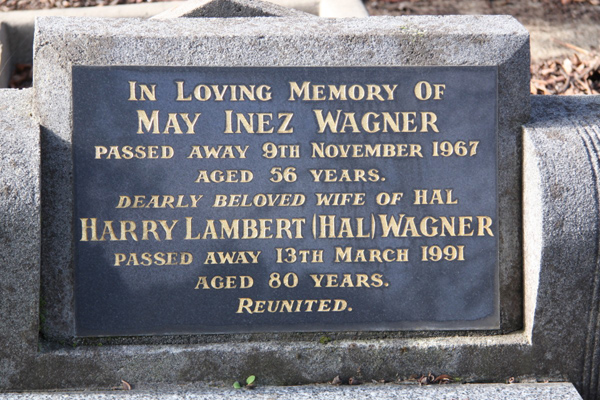 In Loving Memory Of
May Inez Wagner
passed away 9th November 1967
aged 56 years.
dearly beloved wife of Hal
Harry Lambert (Hal) Wagner
passed away 13th March 1991
aged 80 years.
Reunited.